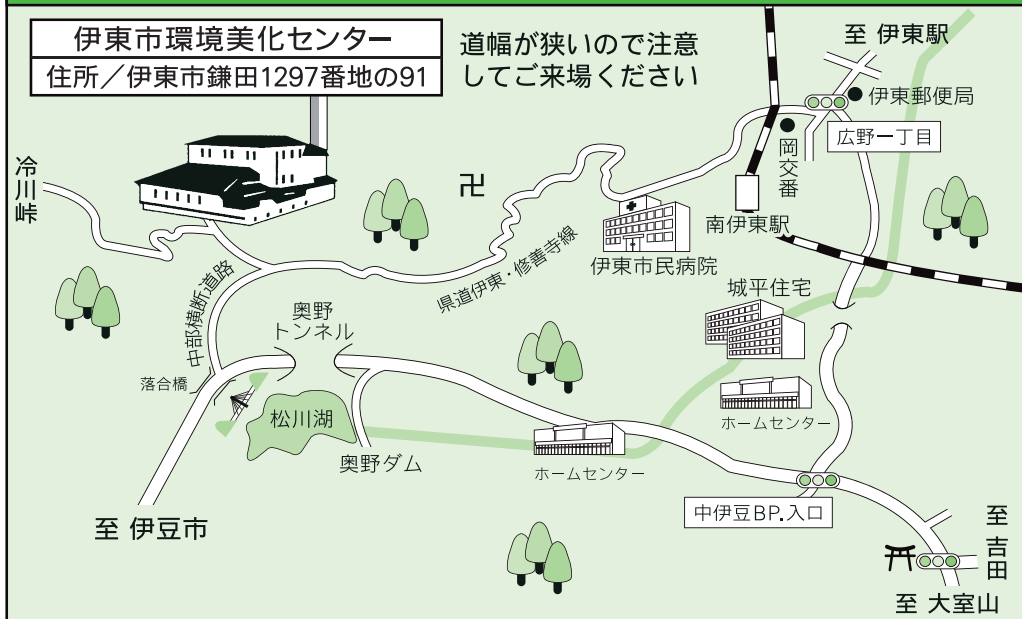 伊東市環境美化センター
住所／伊東市鎌田1297番地の91
道幅が狭いので注意
してご来場ください
至 伊東駅
伊東郵便局
広野一丁目
岡交番
冷川峠
卍
南伊東駅
伊東市民病院
県道伊東・修善寺線
城平住宅
中部横断道路
奥野
トンネル
落合橋
松川湖
ホームセンター
奥野ダム
ホームセンター
中伊豆BP.入口
至 伊豆市
至 吉田
至 大室山